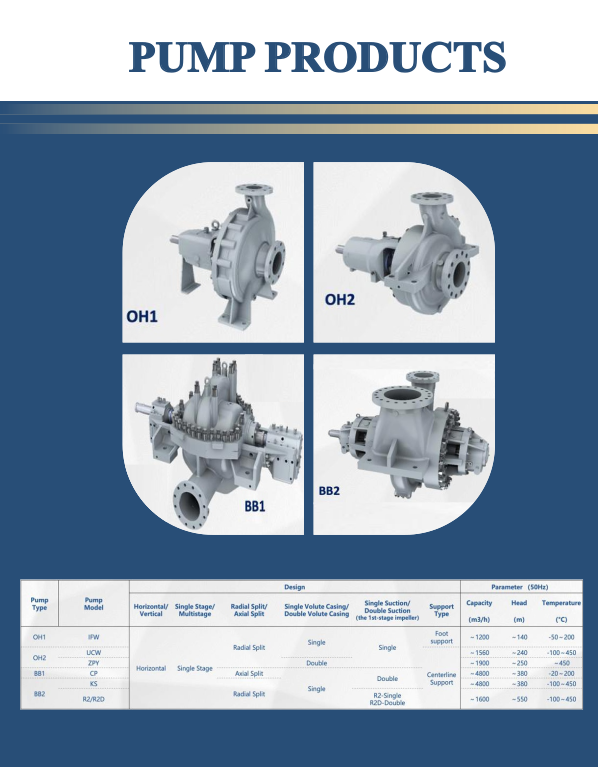 PUMP PRODUCTS
OH1
OH2
BB1
BB2
Pump Type Pump Model Design Parameter (50Hz)
Horizontal/ Vertical Single Stage/ Multistage Radial Split/ Axial Split Single Volute Casing/ Double Volute Casing Single Suction/ Double Suction (the 1st-stage impeller) Support Type Capacity (m3/h) Head (m) Temperature (°C)
OH1 IFW Horizontal Single Stage Radial Split Single Single Foot support ~1200 ~140 -50~200
OH2 UCW Centerline Support ~1560 ~240 -100~450
ZPY Double ~1900 ~250 ~450
BB1 CP Axial Split Single Double ~4800 ~380 -20~200
BB2 KS Radial Split ~4800 ~380 -100~450
R2/R2D R2-Single R2D-Double ~1600 ~550 -100~450